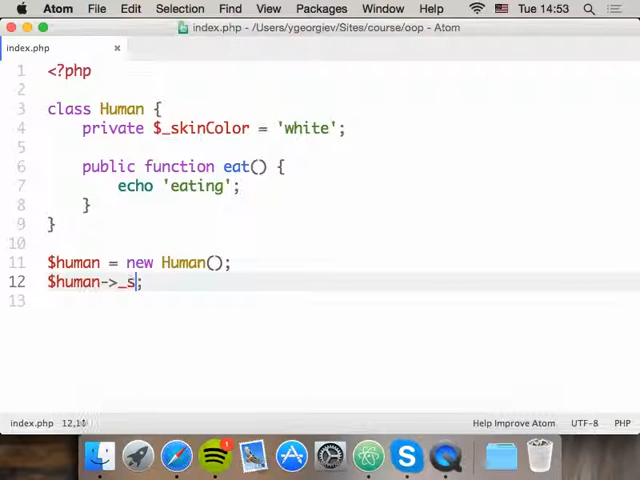 Atom File Edit Selection Find View Packages Window Help Tue 14:53
index.php - /Users/ygeorgiev/Sites/course/oop - Atom
index.php
1 <?php
2
3 class Human {
4 private $_skinColor = 'white';
5
6 public function eat() {
7 echo 'eating';
8 }
9 }
10
11 $human = new Human();
12 $human->_s;
13
index.php 12,10 Help Improve Atom UTF-8 PHP
1